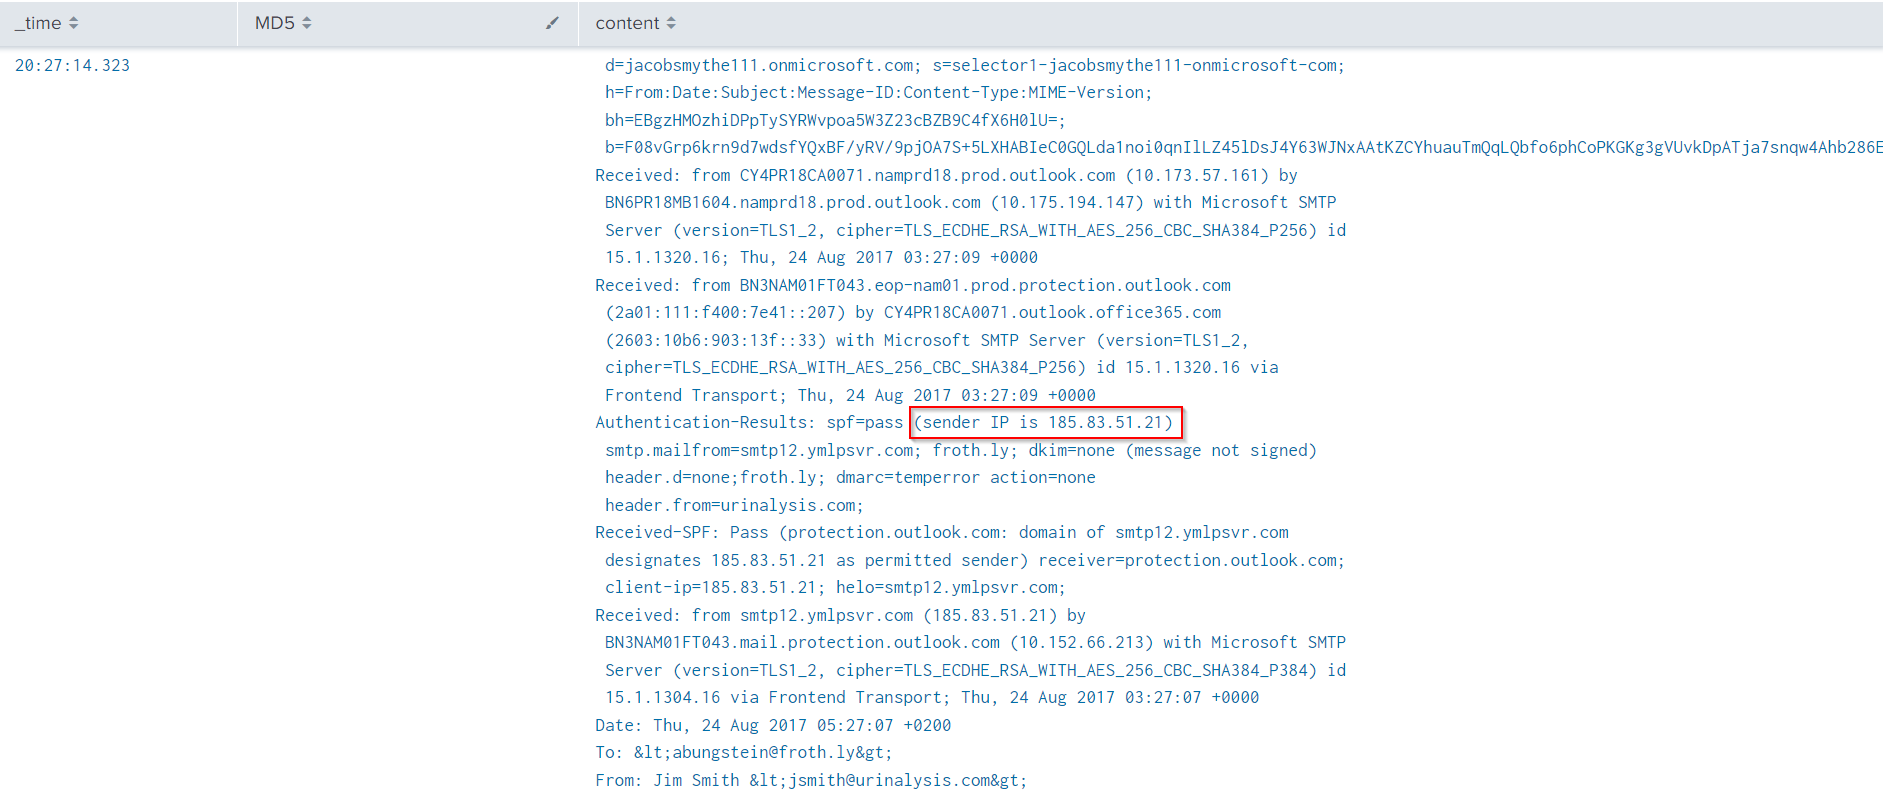 _time MD5 content
20:27:14.323 d=jacobsmythe111.onmicrosoft.com; s=selector1-jacobsmythe111-onmicrosoft-com;
h=From:Date:Subject:Message-ID:Content-Type:MIME-Version;
bh=EBgzHMOzhiDPpTySYRWvpoa5W3Z23cBZB9C4fX6H0lU=;
b=F08vGrp6krn9d7wdsfYQxBF/yRV/9pjOA7S+5LXHABIeC0GQLda1noi0qnIlLZ45lDsJ4Y63WJNxAAtKZCYhuauTmQqLQbfo6phCoPKGKg3gVUvkDpATja7snqw4Ahb286E
Received: from CY4PR18CA0071.namprd18.prod.outlook.com (10.173.57.161) by
BN6PR18MB1604.namprd18.prod.outlook.com (10.175.194.147) with Microsoft SMTP
Server (version=TLS1_2, cipher=TLS_ECDHE_RSA_WITH_AES_256_CBC_SHA384_P256) id
15.1.1320.16; Thu, 24 Aug 2017 03:27:09 +0000
Received: from BN3NAM01FT043.eop-nam01.prod.protection.outlook.com
(2a01:111:f400:7e41::207) by CY4PR18CA0071.outlook.office365.com
(2603:10b6:903:13f::33) with Microsoft SMTP Server (version=TLS1_2,
cipher=TLS_ECDHE_RSA_WITH_AES_256_CBC_SHA384_P256) id 15.1.1320.16 via
Frontend Transport; Thu, 24 Aug 2017 03:27:09 +0000
Authentication-Results: spf=pass (sender IP is 185.83.51.21)
smtp.mailfrom=smtp12.ymlpsvr.com; froth.ly; dkim=none (message not signed)
header.d=none;froth.ly; dmarc=temperror action=none
header.from=urinalysis.com;
Received-SPF: Pass (protection.outlook.com: domain of smtp12.ymlpsvr.com
designates 185.83.51.21 as permitted sender) receiver=protection.outlook.com;
client-ip=185.83.51.21; helo=smtp12.ymlpsvr.com;
Received: from smtp12.ymlpsvr.com (185.83.51.21) by
BN3NAM01FT043.mail.protection.outlook.com (10.152.66.213) with Microsoft SMTP
Server (version=TLS1_2, cipher=TLS_ECDHE_RSA_WITH_AES_256_CBC_SHA384_P384) id
15.1.1304.16 via Frontend Transport; Thu, 24 Aug 2017 03:27:07 +0000
Date: Thu, 24 Aug 2017 05:27:07 +0200
To: &lt;abungstein@froth.ly&gt;
From: Jim Smith &lt;jsmith@urinalysis.com&gt;